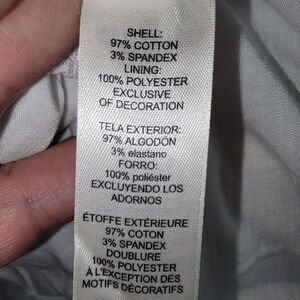 SHELL:
97% COTTON
3% SPANDEX
LINING:
100% POLYESTER
EXCLUSIVE
OF DECORATION
TELA EXTERIOR:
97% ALGODÓN
3% elastano
FORRO:
100% poliéster
EXCLUYENDO LOS
ADORNOS
ÉTOFFE EXTÉRIEURE
97% COTON
3% SPANDEX
DOUBLURE
100% POLYESTER
À L'EXCEPTION DES
MOTIFS DÉCORATIFS